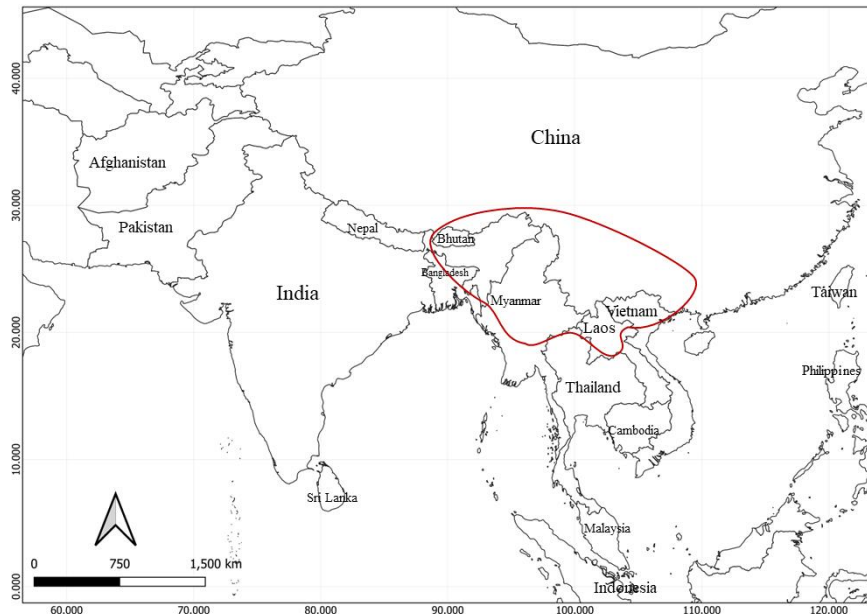 40.000
China
Afghanistan
30.000
Pakistan
Nepal
Bhutan
Bangladesh
India
Myanmar
Taiwan
Vietnam
20.000
Laos
Philippines
Thailand
Cambodia
10.000
Sri Lanka
Malaysia
0 750 1,500 km
Indonesia
0.000
60.000 70.000 80.000 90.000 100.000 110.000 120.000